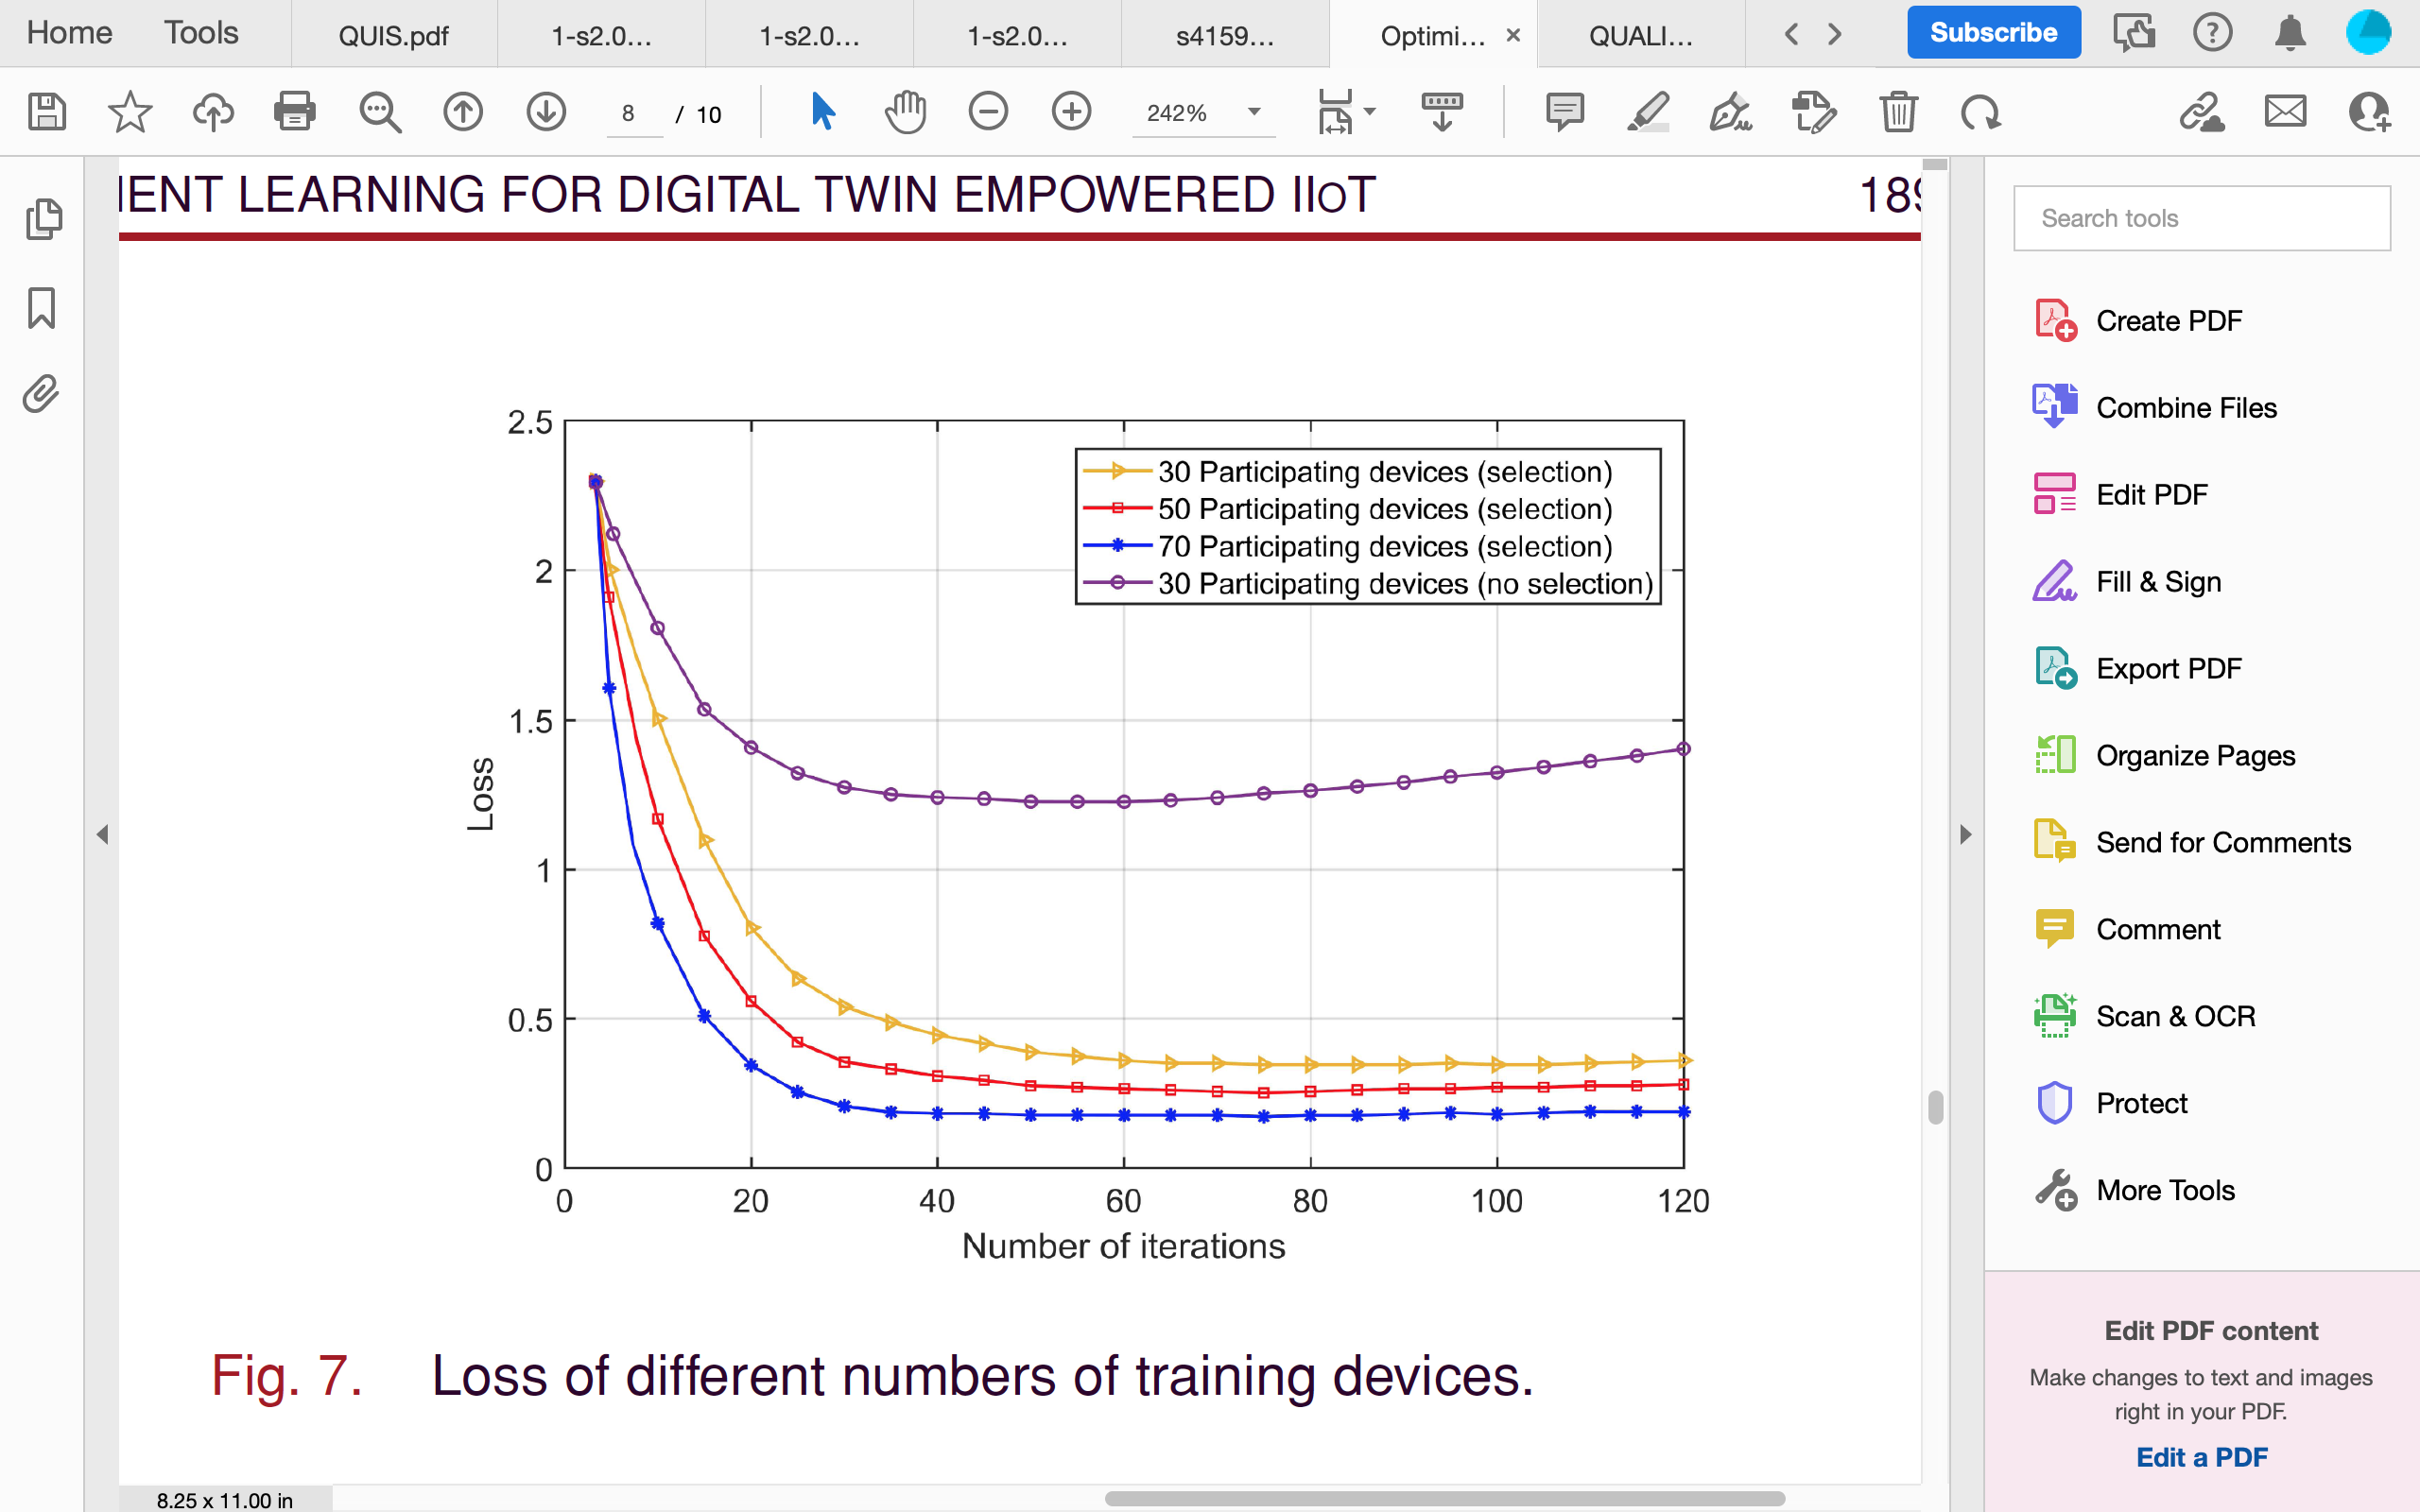 Home Tools QUIS.pdf 1-s2.0... 1-s2.0... 1-s2.0... s4159... Optimi... × QUALI... Subscribe
8 / 10 242%
IENT LEARNING FOR DIGITAL TWIN EMPOWERED IIoT 189
Search tools
Create PDF
Combine Files
Edit PDF
Fill & Sign
Export PDF
Organize Pages
Send for Comments
Comment
Scan & OCR
Protect
More Tools
2.5
2
1.5
1
0.5
0
Loss
30 Participating devices (selection)
50 Participating devices (selection)
70 Participating devices (selection)
30 Participating devices (no selection)
0 20 40 60 80 100 120
Number of iterations
Fig. 7. Loss of different numbers of training devices.
Edit PDF content
Make changes to text and images
right in your PDF.
Edit a PDF
8.25 x 11.00 in